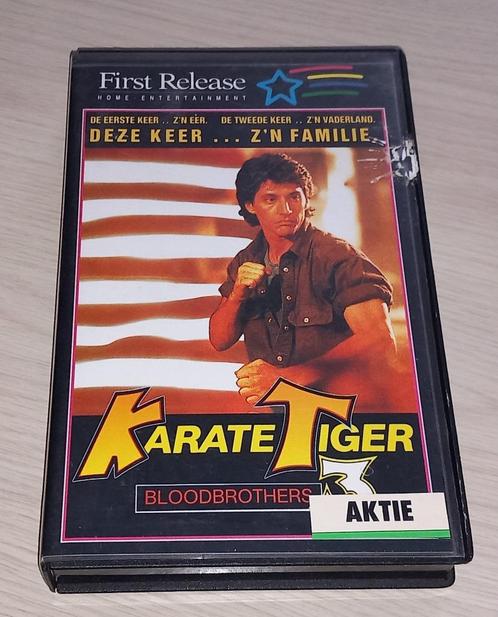 First Release
HOME ENTERTAINMENT
DE EERSTE KEER .. Z'N EER. DE TWEEDE KEER .. Z'N VADERLAND.
DEZE KEER ... Z'N FAMILIE
KARATE TIGER
3
BLOODBROTHERS
AKTIE